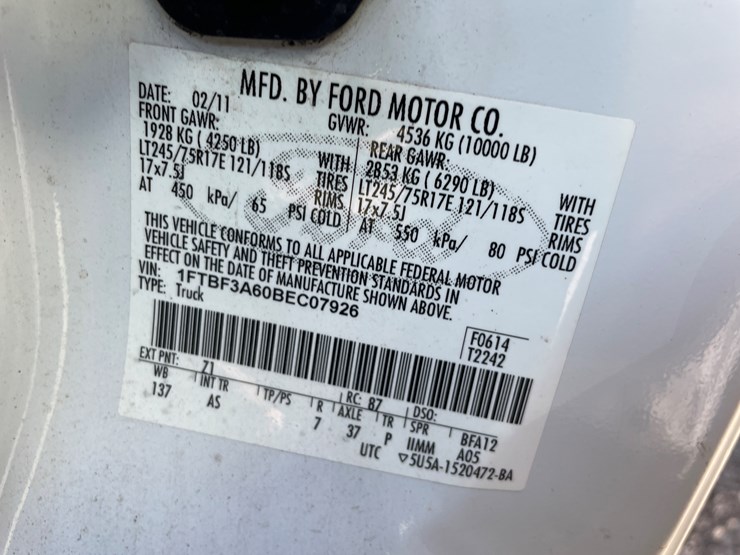 MFD. BY FORD MOTOR CO.
DATE: 02/11 GVWR: 4536 KG (10000 LB)
FRONT GAWR: REAR GAWR:
1928 KG ( 4250 LB) WITH 2853 KG ( 6290 LB) WITH
LT245/75R17E 121/118S TIRES LT245/75R17E 121/118S TIRES
17x7.5J RIMS 17x7.5J RIMS
AT 450 kPa/ 65 PSI COLD AT 550 kPa/ 80 PSI COLD
THIS VEHICLE CONFORMS TO ALL APPLICABLE FEDERAL MOTOR
VEHICLE SAFETY AND THEFT PREVENTION STANDARDS IN
EFFECT ON THE DATE OF MANUFACTURE SHOWN ABOVE.
VIN: 1FTBF3A60BEC07926
TYPE: Truck
F0614
T2242
EXT PNT: Z1 RC: 87 DSO:
WB INT TR TP/PS R AXLE TR SPR BFA12
137 AS 7 37 P IIMM A05
UTC ▽5U5A-1520472-BA